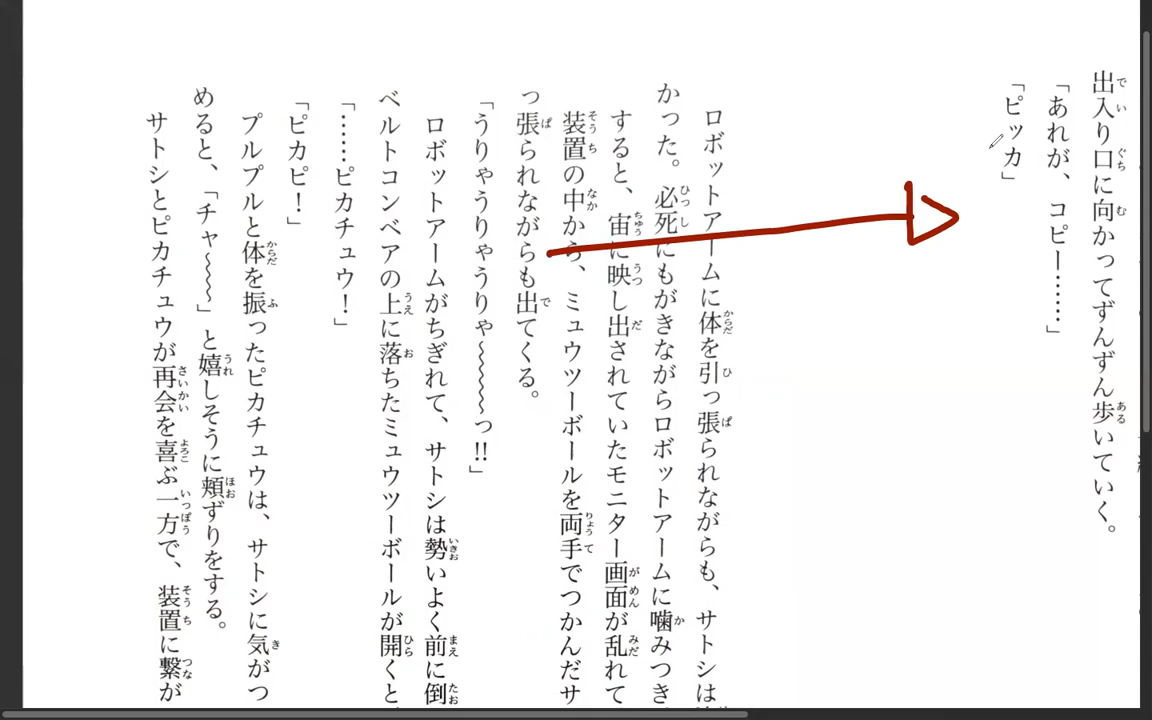 出入り口に向かってずんずん歩いていく。
「あれが、コピー……」
「ピッカ」
ロボットアームに体を引っ張られながらも、サトシは
かった。必死にもがきながらロボットアームに噛みつき
すると、宙に映し出されていたモニター画面が乱れて
装置の中から、ミュウツーボールを両手でつかんだサ
っ張られながらも出てくる。
「うりゃうりゃうりゃ〜〜〜〜っ!!」
ロボットアームがちぎれて、サトシは勢いよく前に倒
ベルトコンベアの上に落ちたミュウツーボールが開くと
「……ピカチュウ！」
「ピカピ！」
プルプルと体を振ったピカチュウは、サトシに気がつ
めると、「チャ〜〜〜」と嬉しそうに頬ずりをする。
サトシとピカチュウが再会を喜ぶ一方で、装置に繋が